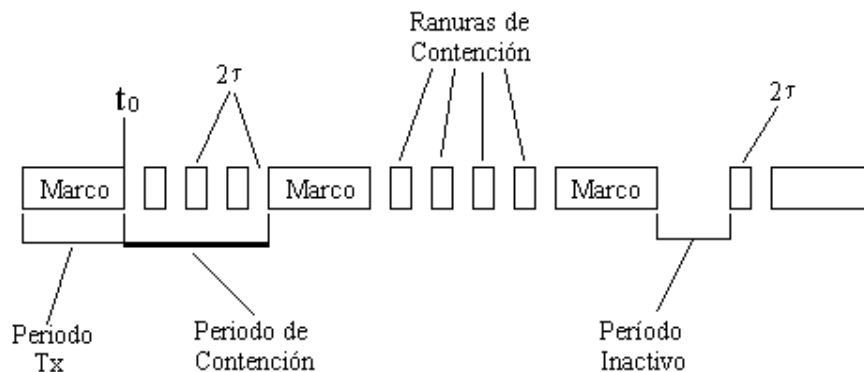 Ranuras de
Contención
2τ
t0
2τ
Marco
Marco
Marco
Periodo
Tx
Periodo de
Contención
Período
Inactivo